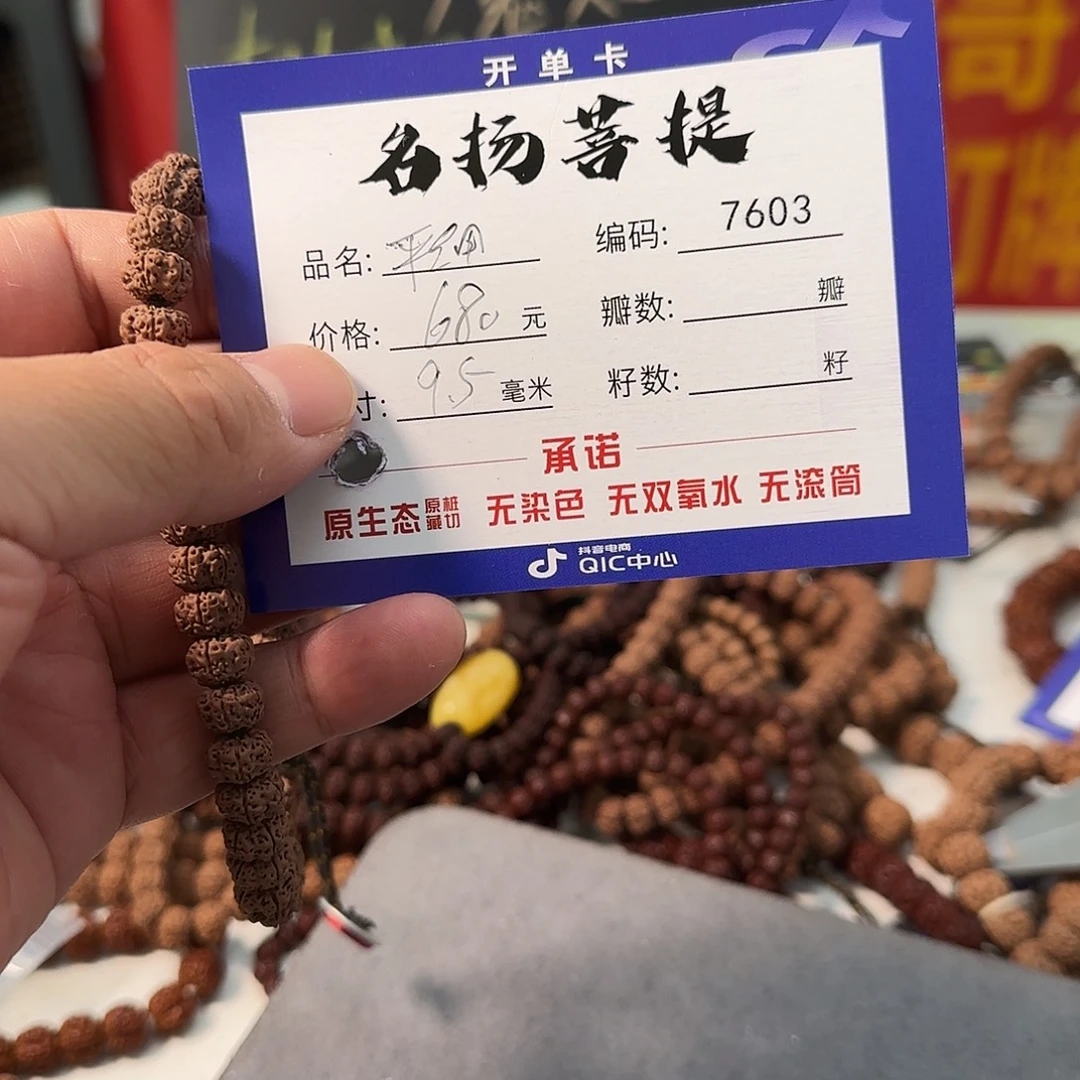 开单卡
名扬菩提
品名:
编码: 7603
价格: 680 元
瓣数: 瓣
寸: 9.5 毫米
籽数: 籽
承诺
原生态 原桩藏切 无染色 无双氧水 无滚筒
抖音电商
QIC中心